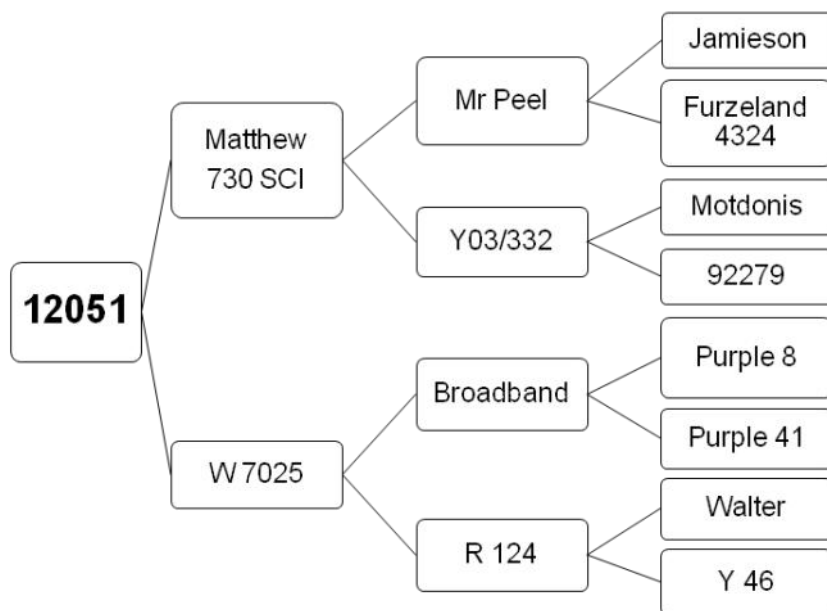 Jamieson
Mr Peel
Furzeland
4324
Matthew
730 SCI
Motdonis
Y03/332
92279
12051
Purple 8
Broadband
Purple 41
W 7025
Walter
R 124
Y 46